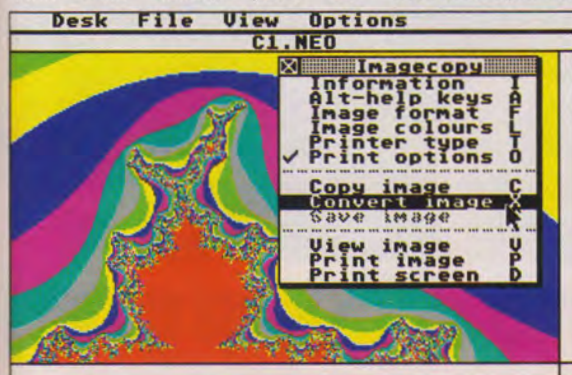 Desk File View Options
C1.NEO
Imagecopy
Information I
Alt-help keys A
Image format F
Image colours L
Printer type T
✓ Print options O
Copy image C
Convert image X
Save image
View image V
Print image P
Print screen D